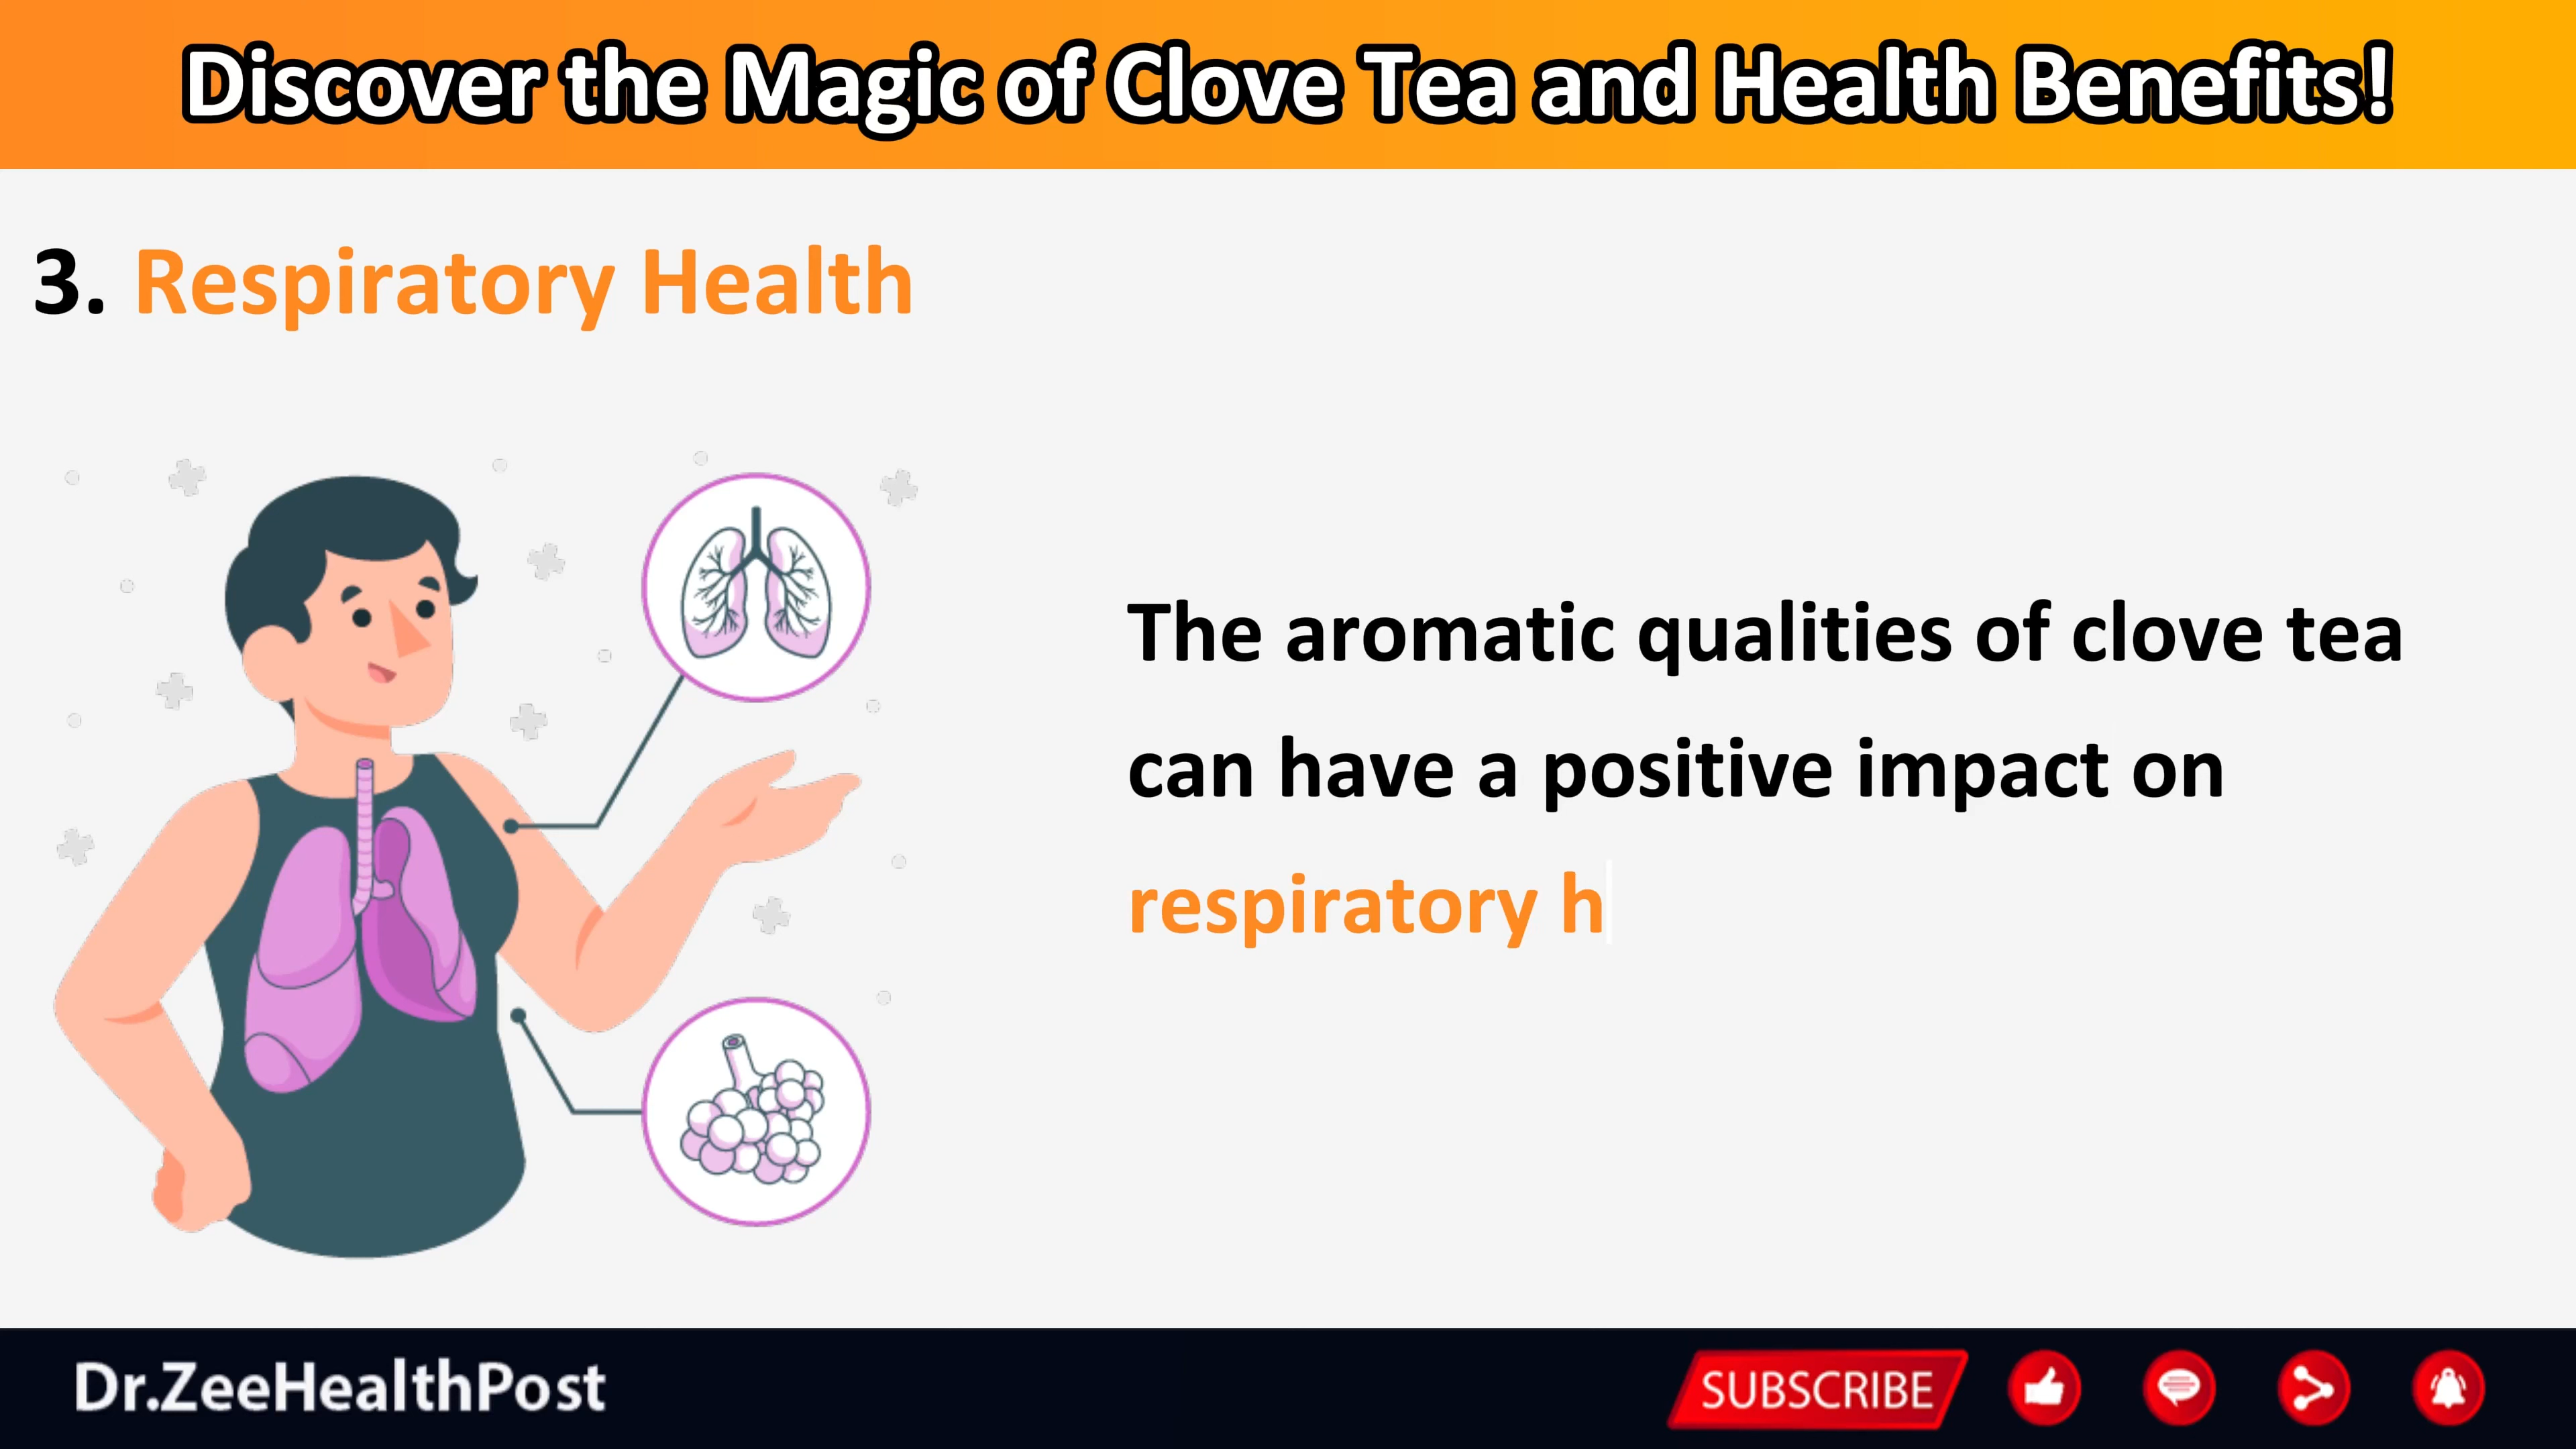 Discover the Magic of Clove Tea and Health Benefits!
3. Respiratory Health
The aromatic qualities of clove tea
can have a positive impact on
respiratory h
Dr.ZeeHealthPost
SUBSCRIBE